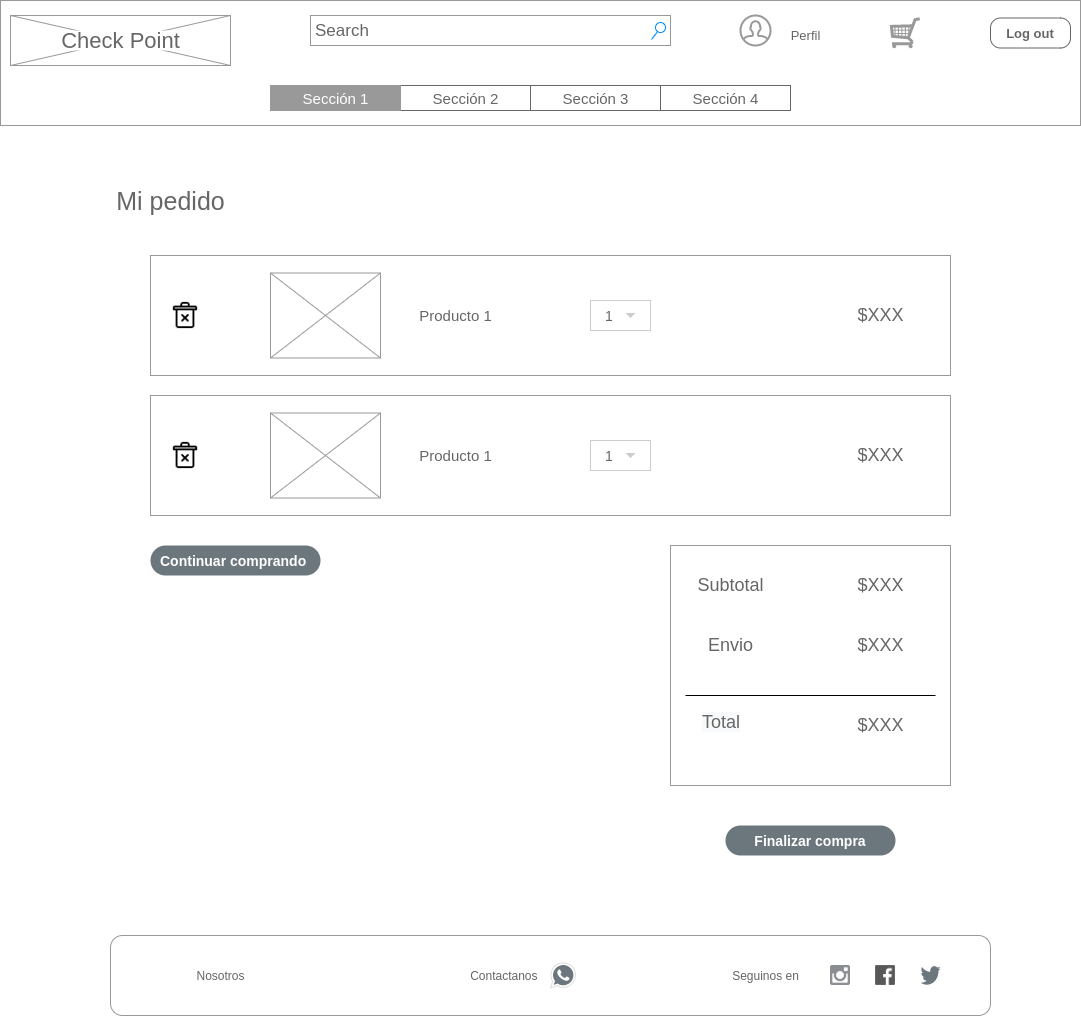 Check Point
Search
Perfil
Log out
Sección 1
Sección 2
Sección 3
Sección 4
Mi pedido
Producto 1
1
$XXX
Producto 1
1
$XXX
Continuar comprando
Subtotal
$XXX
Envio
$XXX
Total
$XXX
Finalizar compra
Nosotros
Contactanos
Seguinos en